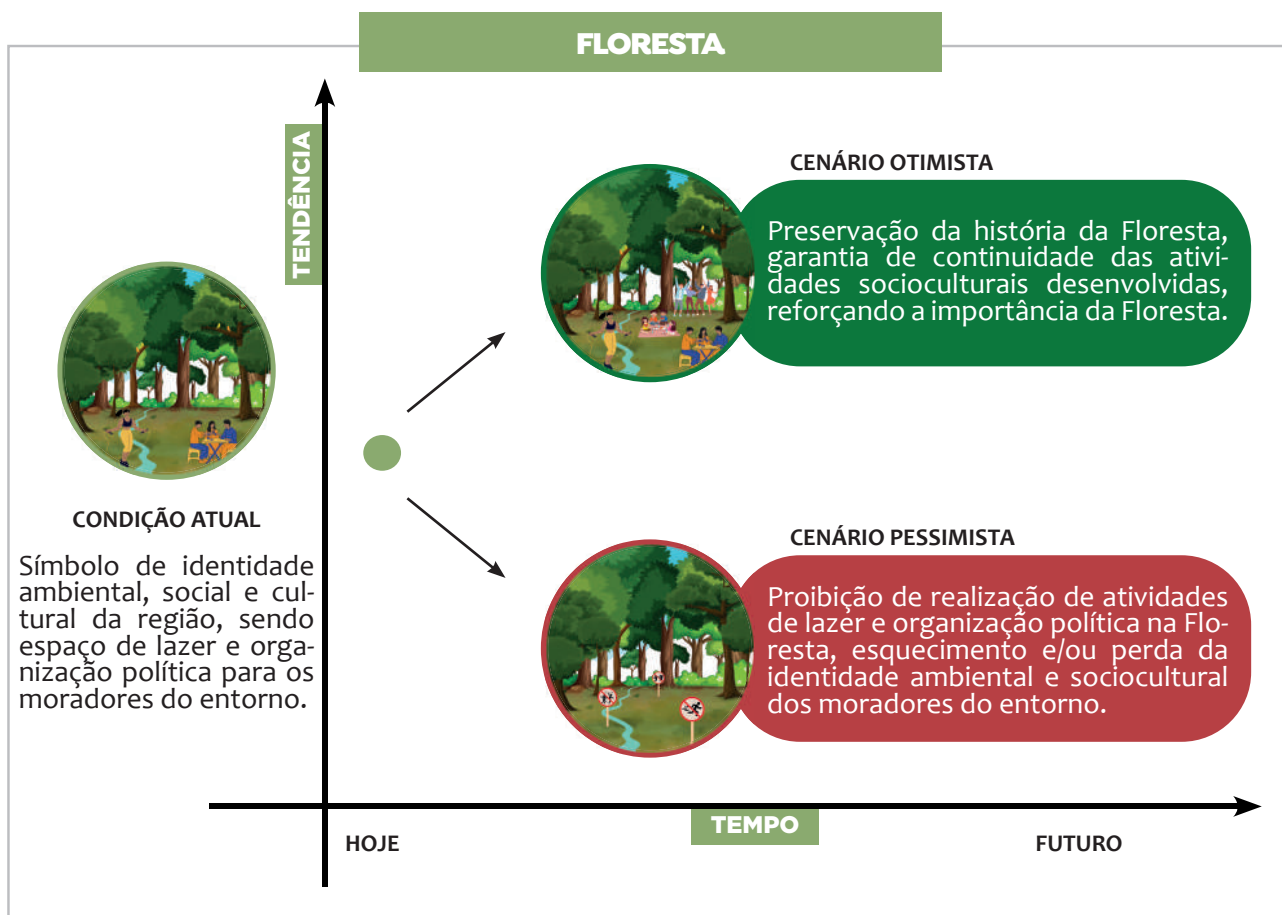 FLORESTA
TENDÊNCIA
CONDIÇÃO ATUAL
Símbolo de identidade
ambiental, social e cul-
tural da região, sendo
espaço de lazer e orga-
nização política para os
moradores do entorno.
CENÁRIO OTIMISTA
Preservação da história da Floresta,
garantia de continuidade das ativi-
dades socioculturais desenvolvidas,
reforçando a importância da Floresta.
CENÁRIO PESSIMISTA
Proibição de realização de atividades
de lazer e organização política na Flo-
resta, esquecimento e/ou perda da
identidade ambiental e sociocultural
dos moradores do entorno.
TEMPO
HOJE
FUTURO